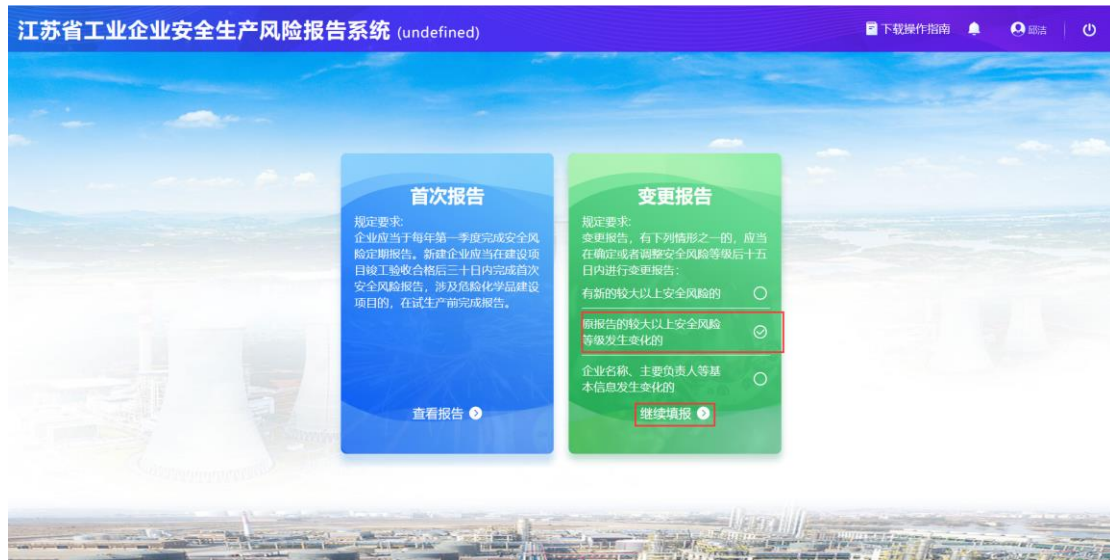 江苏省工业企业安全生产风险报告系统 (undefined)
下载操作指南
邱洁
首次报告
规定要求:
企业应当于每年第一季度完成安全风
险定期报告。新建企业应当在建设项
目竣工验收合格后三十日内完成首次
安全风险报告，涉及危险化学品建设
项目的，在试生产前完成报告。
查看报告
变更报告
规定要求:
变更报告，有下列情形之一的，应当
在确定或者调整安全风险等级后十五
日内进行变更报告:
有新的较大以上安全风险的
原报告的较大以上安全风险
等级发生变化的
企业名称、主要负责人等基
本信息发生变化的
继续填报